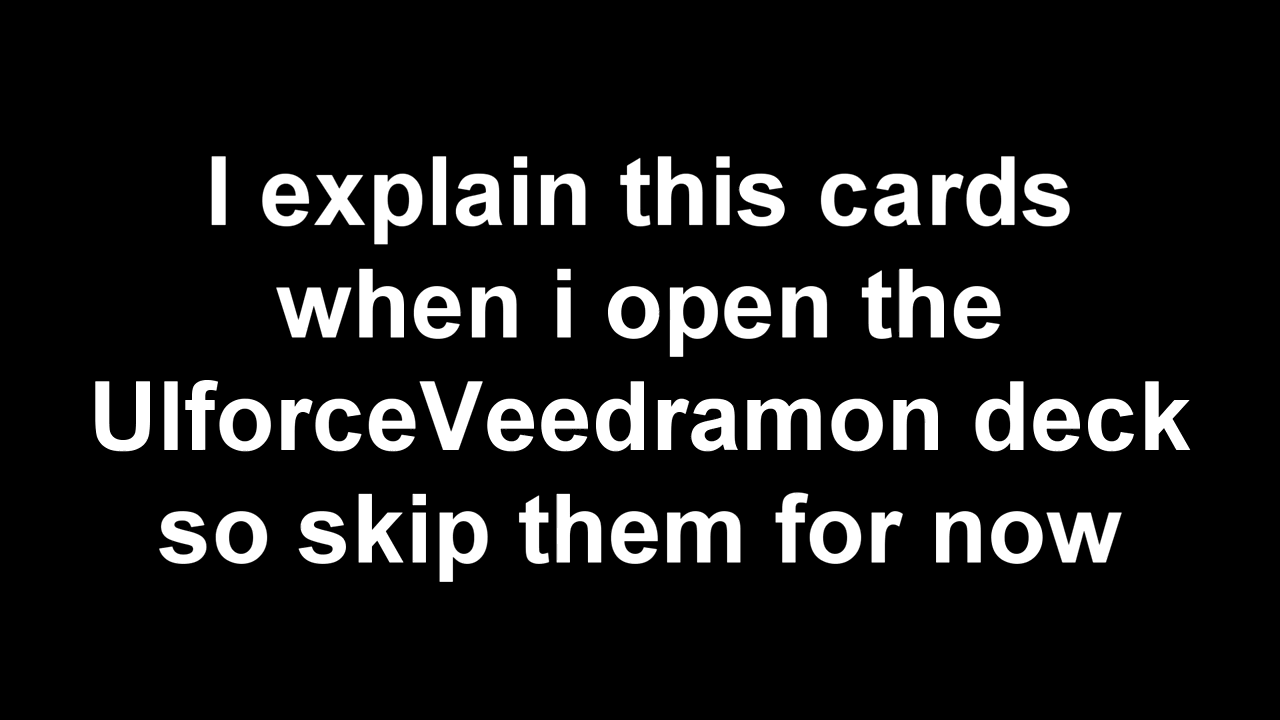 I explain this cards
when i open the
UlforceVeedramon deck
so skip them for now